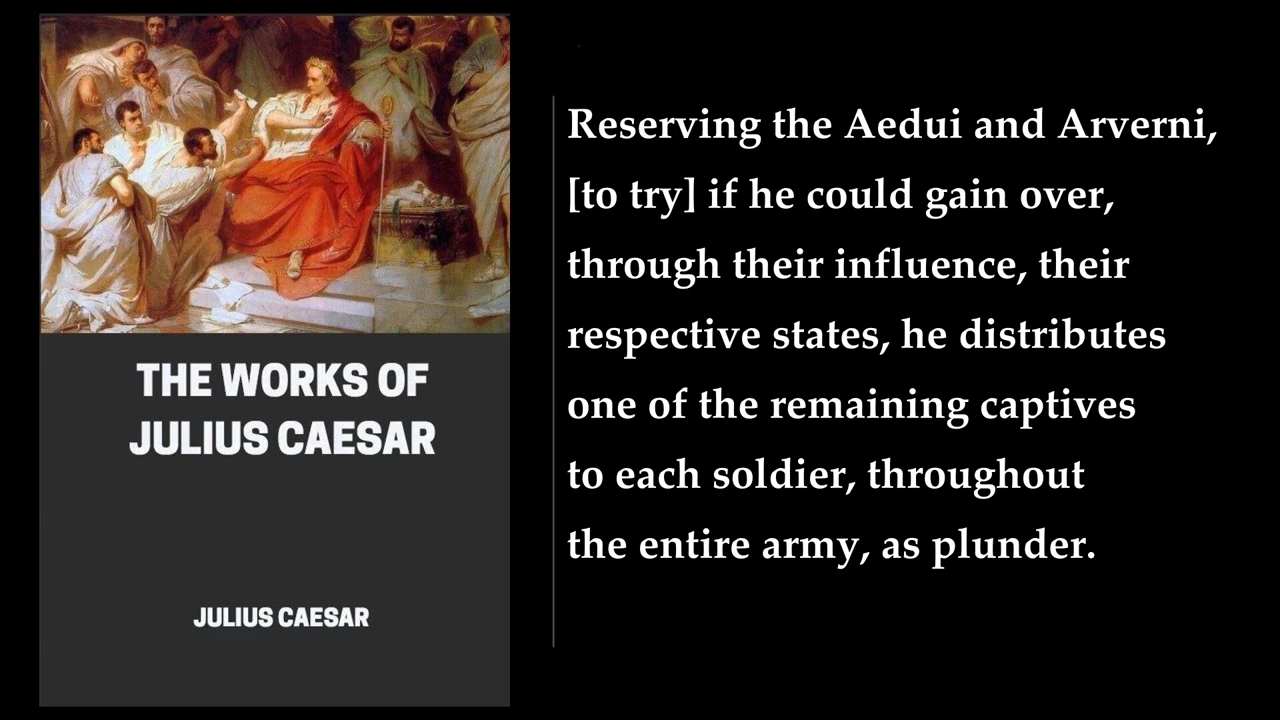 THE WORKS OF
JULIUS CAESAR
JULIUS CAESAR
Reserving the Aedui and Arverni,
[to try] if he could gain over,
through their influence, their
respective states, he distributes
one of the remaining captives
to each soldier, throughout
the entire army, as plunder.